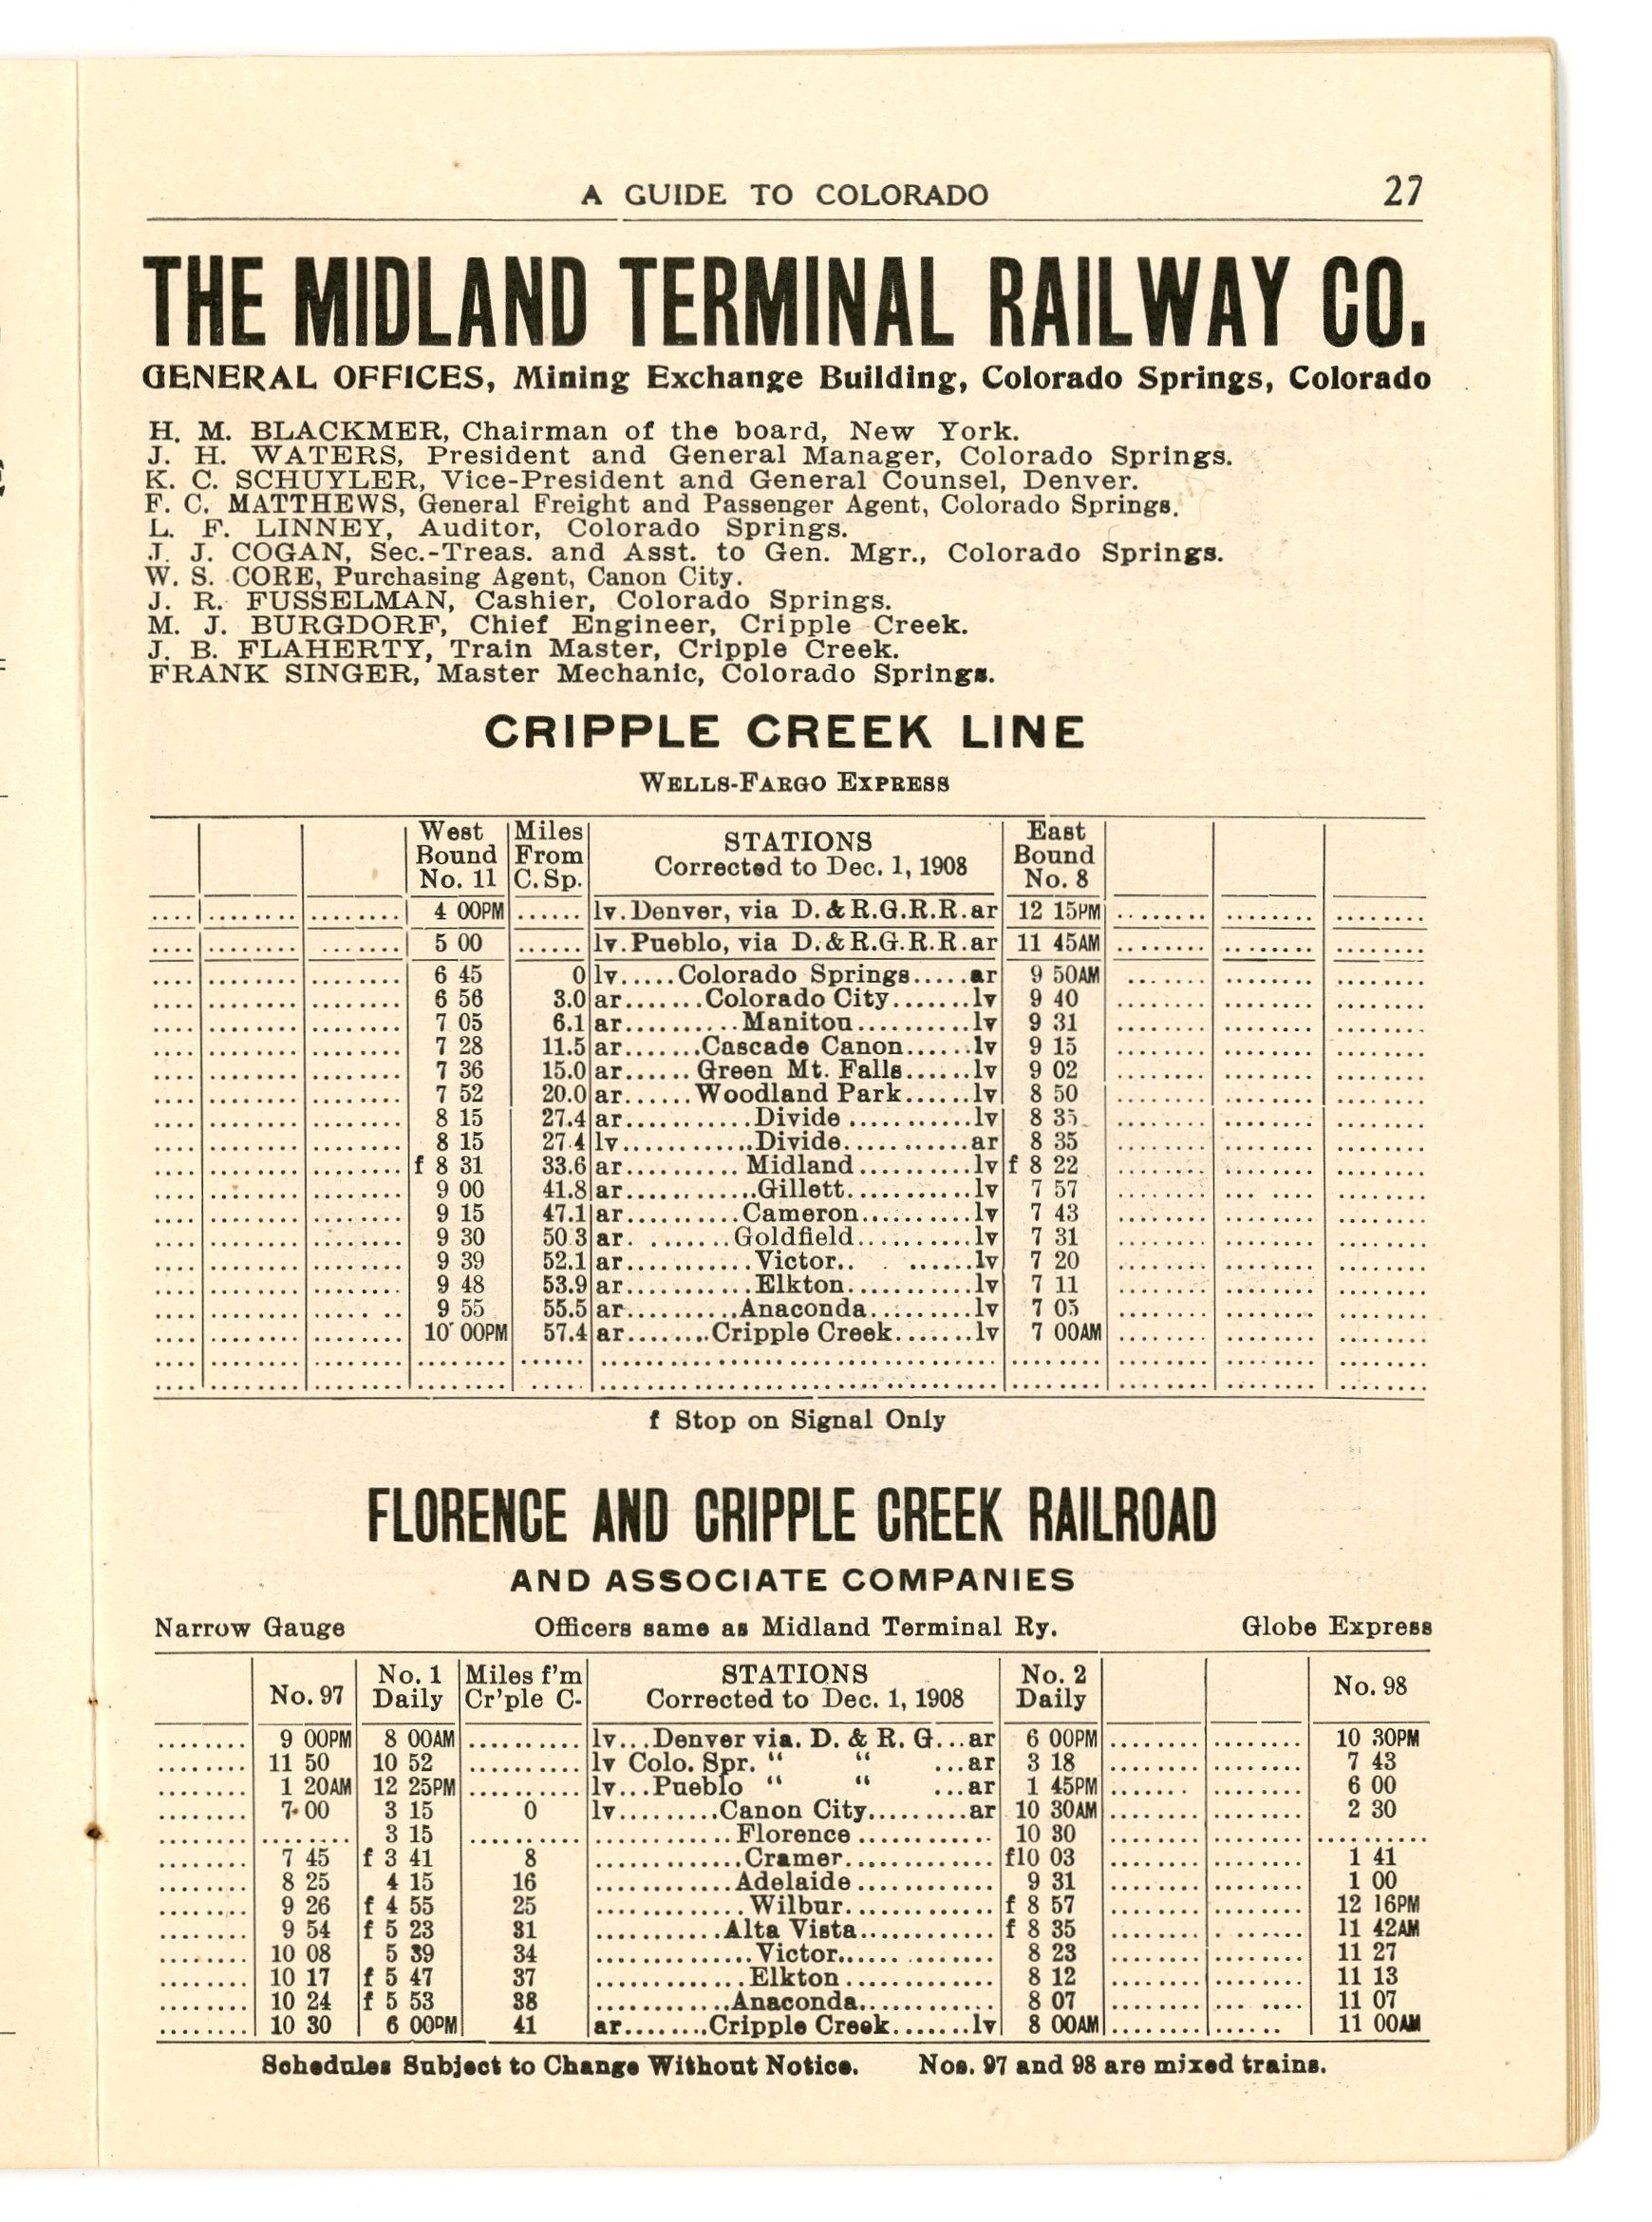 A GUIDE TO COLORADO 27
THE MIDLAND TERMINAL RAILWAY CO.
GENERAL OFFICES, Mining Exchange Building, Colorado Springs, Colorado
H. M. BLACKMER, Chairman of the board, New York.
J. H. WATERS, President and General Manager, Colorado Springs.
K. C. SCHUYLER, Vice-President and General Counsel, Denver.
F. C. MATTHEWS, General Freight and Passenger Agent, Colorado Springs.
L. F. LINNEY, Auditor, Colorado Springs.
J. J. COGAN, Sec.-Treas. and Asst. to Gen. Mgr., Colorado Springs.
W. S. CORE, Purchasing Agent, Canon City.
J. R. FUSSELMAN, Cashier, Colorado Springs.
M. J. BURGDORF, Chief Engineer, Cripple Creek.
J. B. FLAHERTY, Train Master, Cripple Creek.
FRANK SINGER, Master Mechanic, Colorado Springs.
CRIPPLE CREEK LINE
WELLS-FARGO EXPRESS
West Bound No. 11 Miles From C. Sp. STATIONS Corrected to Dec. 1, 1908 East Bound No. 8
4 00PM ...... lv. Denver, via D. & R.G.R.R. ar 12 15PM
5 00 ...... lv. Pueblo, via D. & R.G.R.R. ar 11 45AM
6 45 0 lv.....Colorado Springs.....ar 9 50AM
6 56 3.0 ar.......Colorado City.......lv 9 40
7 05 6.1 ar..........Manitou..........lv 9 31
7 28 11.5 ar.......Cascade Canon......lv 9 15
7 36 15.0 ar......Green Mt. Falls......lv 9 02
7 52 20.0 ar......Woodland Park......lv 8 50
8 15 27.4 ar...........Divide...........lv 8 35
8 15 27.4 lv............Divide..........ar 8 35
f 8 31 33.6 ar..........Midland..........lv f 8 22
9 00 41.8 ar............Gillett...........lv 7 57
9 15 47.1 ar..........Cameron..........lv 7 43
9 30 50.3 ar. .......Goldfield...........lv 7 31
9 39 52.1 ar...........Victor.. . ......lv 7 20
9 48 53.9 ar...........Elkton...........lv 7 11
9 55 55.5 ar..........Anaconda..........lv 7 05
10 00PM 57.4 ar........Cripple Creek.......lv 7 00AM
f Stop on Signal Only
FLORENCE AND CRIPPLE CREEK RAILROAD
AND ASSOCIATE COMPANIES
Narrow Gauge Officers same as Midland Terminal Ry. Globe Express
No. 97 No. 1 Daily Miles f'm Cr'ple C- STATIONS Corrected to Dec. 1, 1908 No. 2 Daily No. 98
9 00PM 8 00AM .......... lv...Denver via. D. & R. G...ar 6 00PM 10 30PM
11 50 10 52 .......... lv Colo. Spr. " " ...ar 3 18 7 43
1 20AM 12 25PM .......... lv...Pueblo " " ...ar 1 45PM 6 00
7 00 3 15 0 lv.........Canon City.........ar 10 30AM 2 30
........ 3 15 .......... ............Florence............ 10 30 ..........
7 45 f 3 41 8 .............Cramer............. f10 03 1 41
8 25 4 15 16 ............Adelaide............ 9 31 1 00
9 26 f 4 55 25 .............Wilbur............. f 8 57 12 16PM
9 54 f 5 23 31 ...........Alta Vista............ f 8 35 11 42AM
10 08 5 39 34 ..............Victor............. 8 23 11 27
10 17 f 5 47 37 .............Elkton............. 8 12 11 13
10 24 f 5 53 38 ............Anaconda............ 8 07 11 07
10 30 6 00PM 41 ar........Cripple Creek.......lv 8 00AM 11 00AM
Schedules Subject to Change Without Notice. Nos. 97 and 98 are mixed trains.